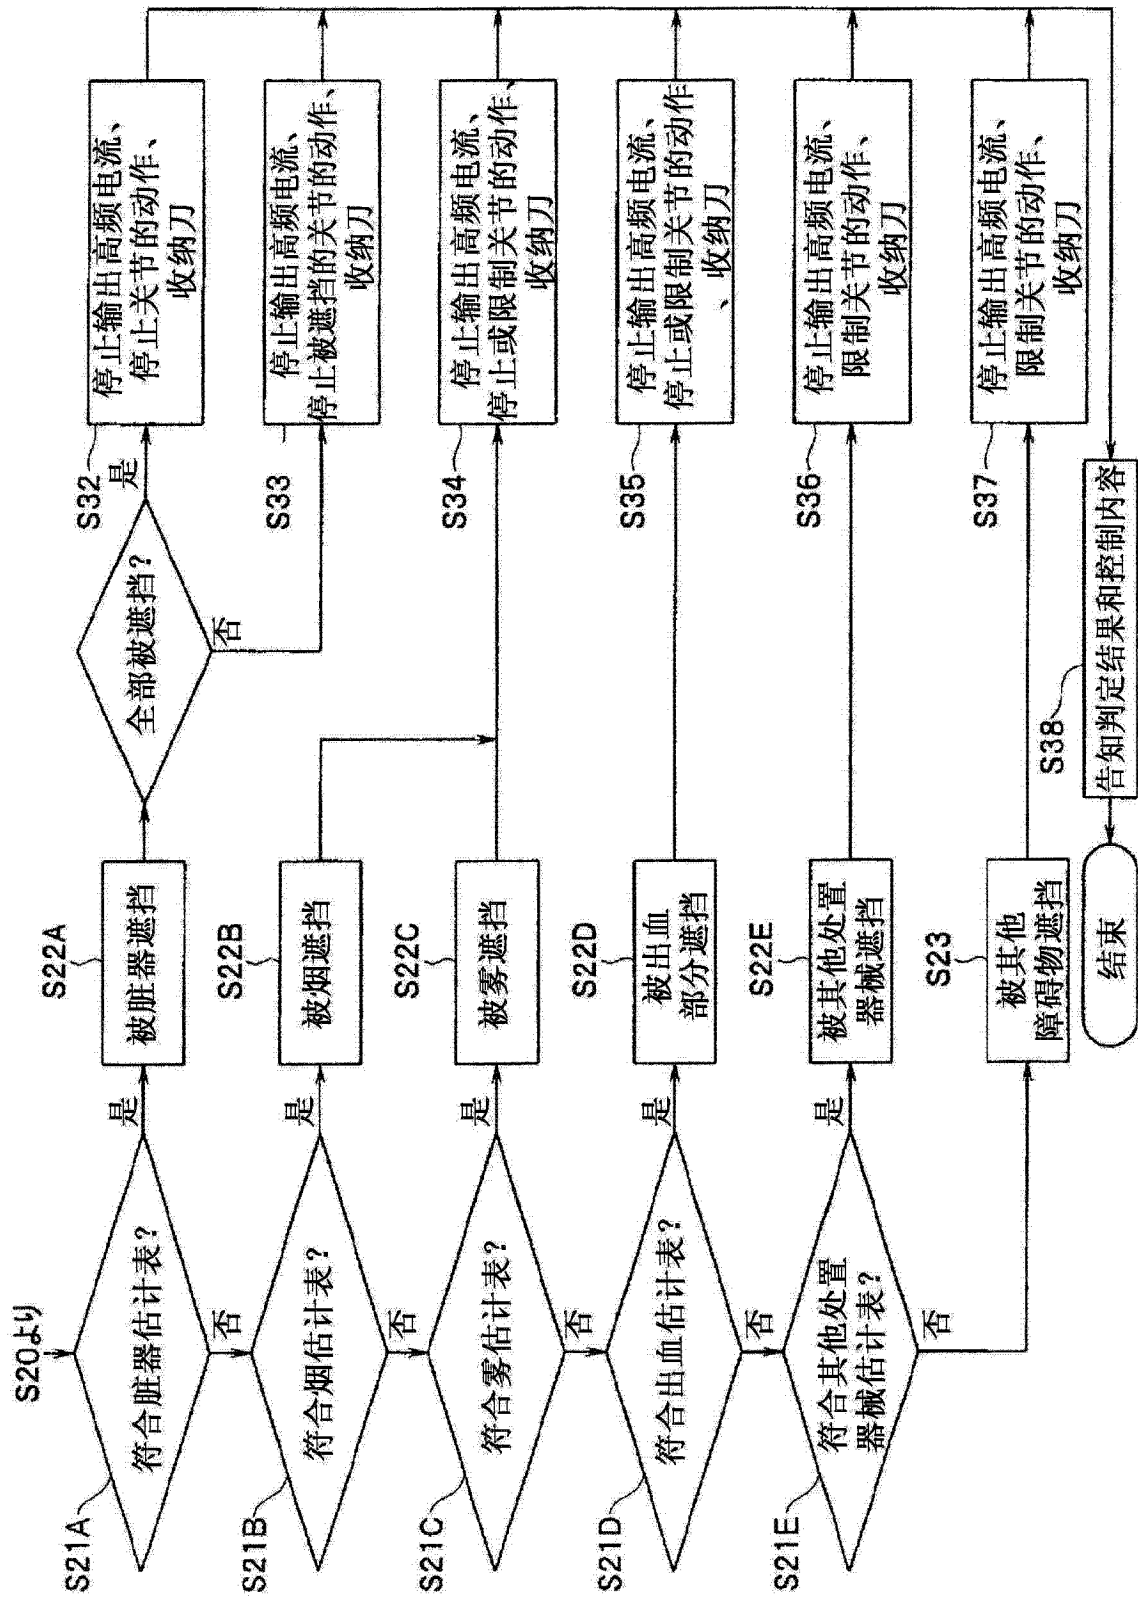 S20より
S21A
符合脏器估计表?
是
否
S22A
被脏器遮挡
全部被遮挡?
是
否
S32
停止输出高频电流、
停止关节的动作、
收纳刀
S33
停止输出高频电流、
停止被遮挡的关节的动作、
收纳刀
S21B
符合烟估计表?
是
否
S22B
被烟遮挡
S21C
符合雾估计表?
是
否
S22C
被雾遮挡
S34
停止输出高频电流、
停止或限制关节的动作、
收纳刀
S21D
符合出血估计表?
是
否
S22D
被出血
部分遮挡
S35
停止输出高频电流、
停止或限制关节的动作
、收纳刀
S21E
符合其他处置
器械估计表?
是
否
S22E
被其他处置
器械遮挡
S36
停止输出高频电流、
限制关节的动作、
收纳刀
S23
被其他
障碍物遮挡
S37
停止输出高频电流、
限制关节的动作、
收纳刀
S38
告知判定结果和控制内容
结束